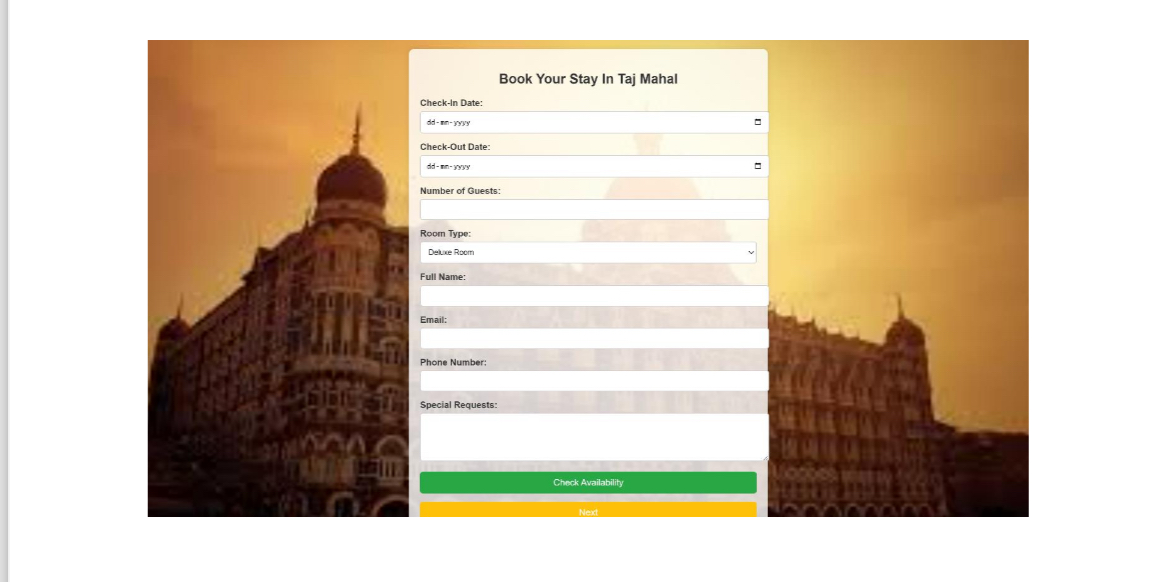 Book Your Stay In Taj Mahal
Check-In Date:
dd-mm-yyyy
Check-Out Date:
dd-mm-yyyy
Number of Guests:
Room Type:
Deluxe Room
Full Name:
Email:
Phone Number:
Special Requests:
Check Availability
Next